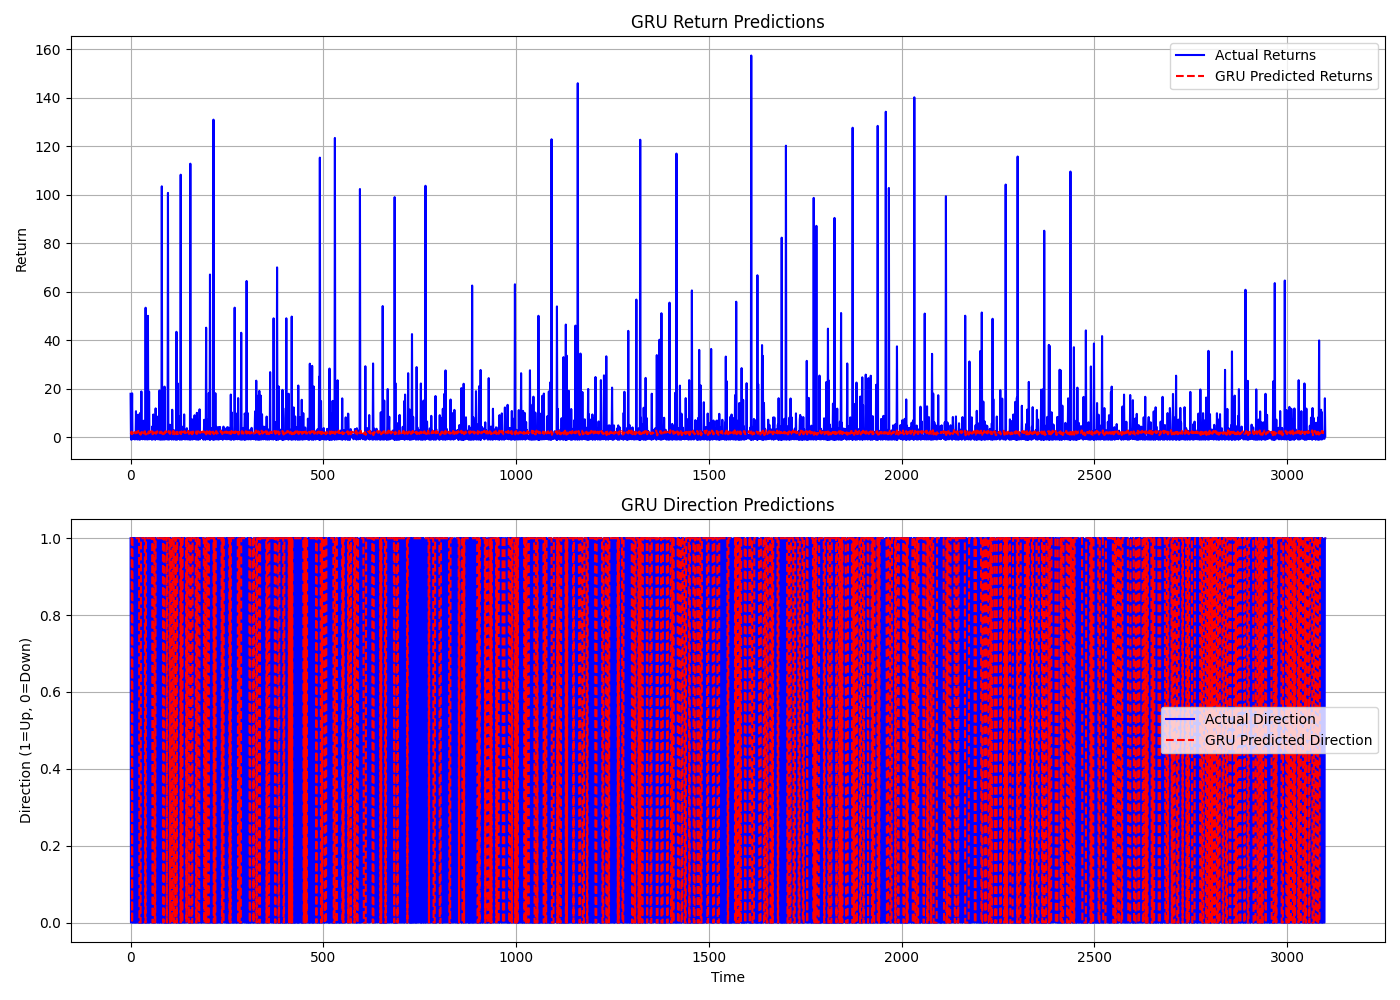 GRU Return Predictions
160
140
120
100
80
60
40
20
0
Return
Actual Returns
GRU Predicted Returns
0 500 1000 1500 2000 2500 3000
GRU Direction Predictions
1.0
0.8
0.6
0.4
0.2
0.0
Direction (1=Up, 0=Down)
Actual Direction
GRU Predicted Direction
0 500 1000 1500 2000 2500 3000
Time